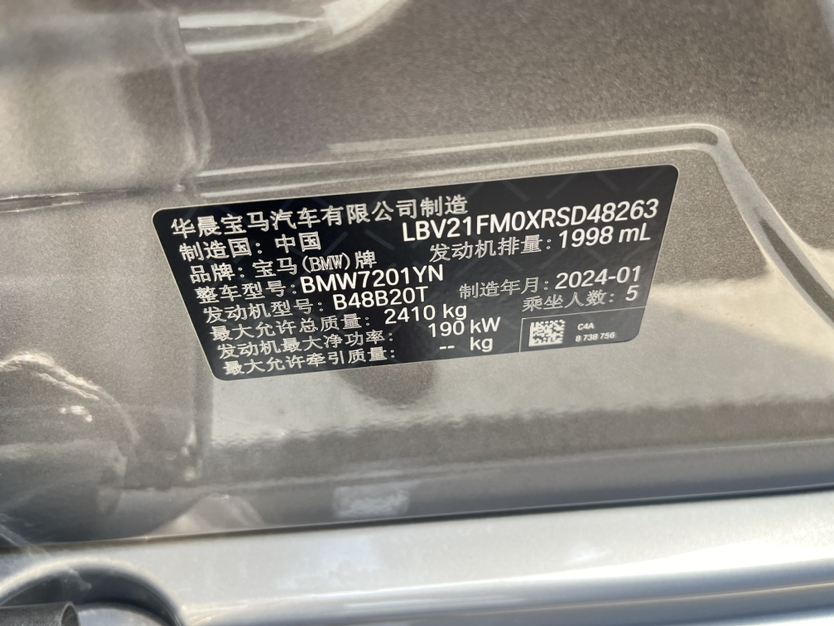 华晨宝马汽车有限公司制造
LBV21FM0XRSD48263
制造国: 中国
发动机排量: 1998 mL
品牌: 宝马(BMW)牌
整车型号: BMW7201YN
制造年月: 2024-01
发动机型号: B48B20T
乘坐人数: 5
最大允许总质量: 2410 kg
发动机最大净功率: 190 kW
最大允许牵引质量: -- kg
C4A
8 738 756